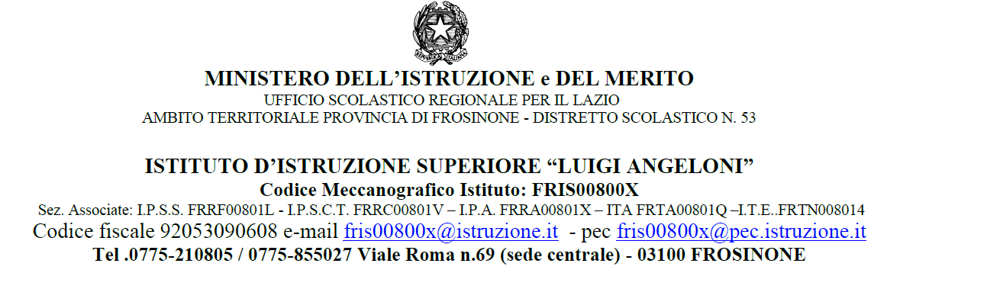 REPVBBLICA ITALIANA
MINISTERO DELL’ISTRUZIONE e DEL MERITO
UFFICIO SCOLASTICO REGIONALE PER IL LAZIO
AMBITO TERRITORIALE PROVINCIA DI FROSINONE - DISTRETTO SCOLASTICO N. 53
ISTITUTO D’ISTRUZIONE SUPERIORE “LUIGI ANGELONI”
Codice Meccanografico Istituto: FRIS00800X
Sez. Associate: I.P.S.S. FRRF00801L - I.P.S.C.T. FRRC00801V – I.P.A. FRRA00801X – ITA FRTA00801Q –I.T.E..FRTN008014
Codice fiscale 92053090608 e-mail fris00800x@istruzione.it - pec fris00800x@pec.istruzione.it
Tel .0775-210805 / 0775-855027 Viale Roma n.69 (sede centrale) - 03100 FROSINONE